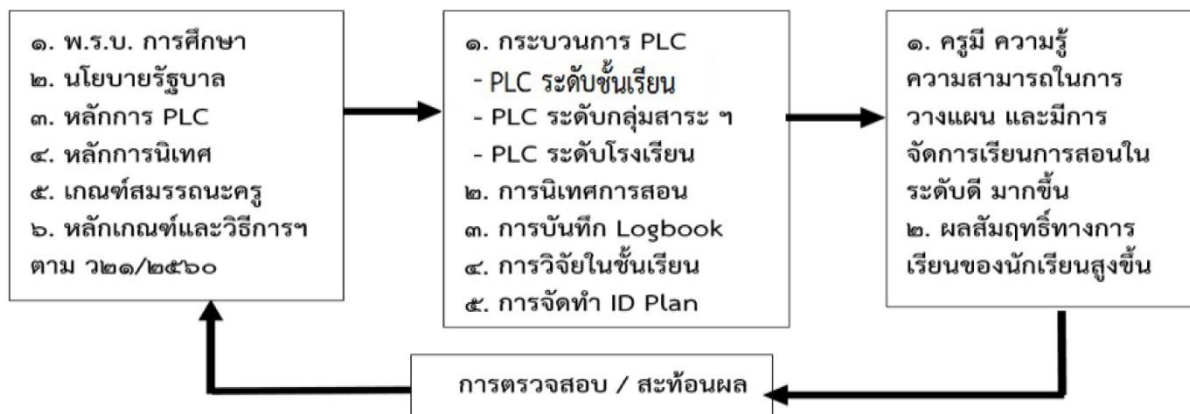 ๑. พ.ร.บ. การศึกษา
๒. นโยบายรัฐบาล
๓. หลักการ PLC
๔. หลักการนิเทศ
๕. เกณฑ์สมรรถนะครู
๖. หลักเกณฑ์และวิธีการฯ
ตาม ว๒๑/๒๕๖๐
๑. กระบวนการ PLC
- PLC ระดับชั้นเรียน
- PLC ระดับกลุ่มสาระ ฯ
- PLC ระดับโรงเรียน
๒. การนิเทศการสอน
๓. การบันทึก Logbook
๔. การวิจัยในชั้นเรียน
๕. การจัดทำ ID Plan
๑. ครูมี ความรู้
ความสามารถในการ
วางแผน และมีการ
จัดการเรียนการสอนใน
ระดับดี มากขึ้น
๒. ผลสัมฤทธิ์ทางการ
เรียนของนักเรียนสูงขึ้น
การตรวจสอบ / สะท้อนผล